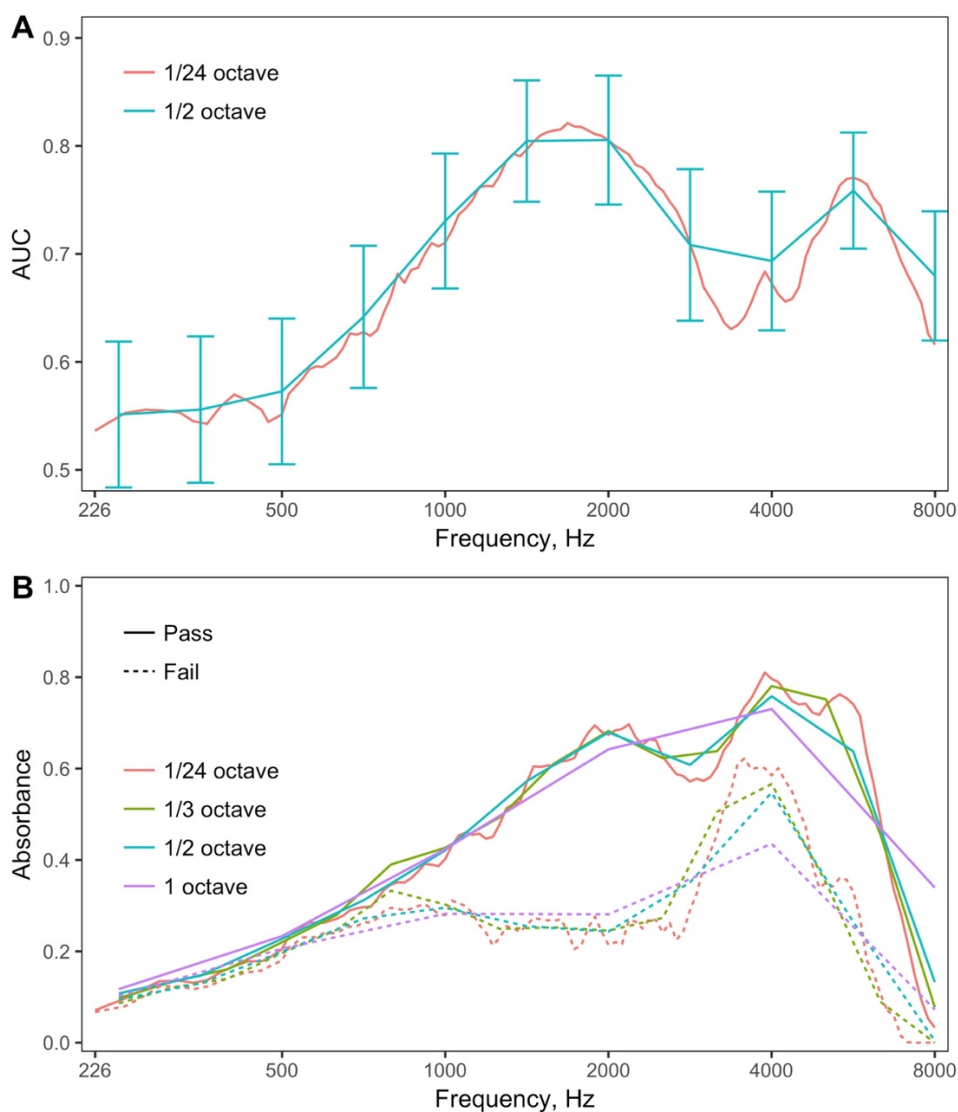 A
0.9
0.8
0.7
0.6
0.5
AUC
1/24 octave
1/2 octave
226 500 1000 2000 4000 8000
Frequency, Hz
B
1.0
0.8
0.6
0.4
0.2
0.0
Absorbance
Pass
Fail
1/24 octave
1/3 octave
1/2 octave
1 octave
226 500 1000 2000 4000 8000
Frequency, Hz